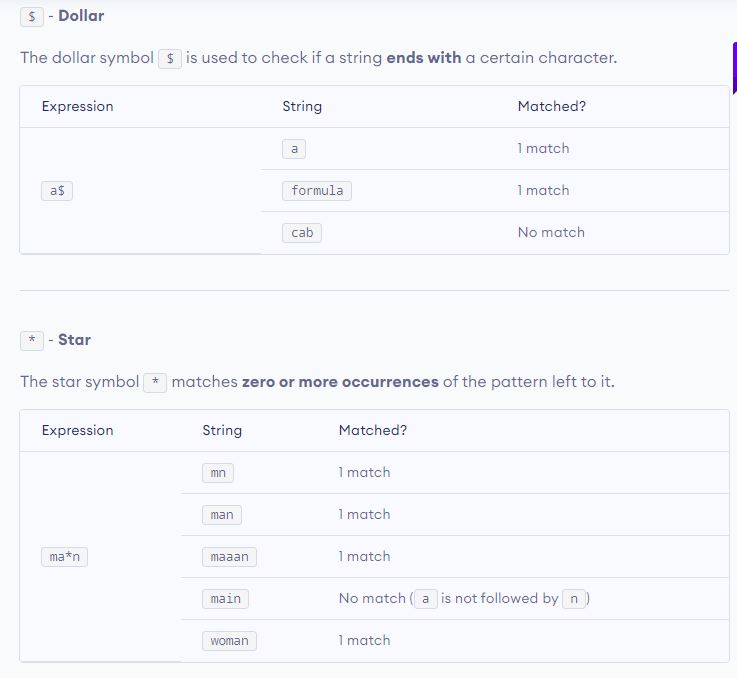 $ - Dollar
The dollar symbol $ is used to check if a string ends with a certain character.
Expression String Matched?
a 1 match
a$ formula 1 match
cab No match
* - Star
The star symbol * matches zero or more occurrences of the pattern left to it.
Expression String Matched?
mn 1 match
man 1 match
ma*n maaan 1 match
main No match ( a is not followed by n )
woman 1 match